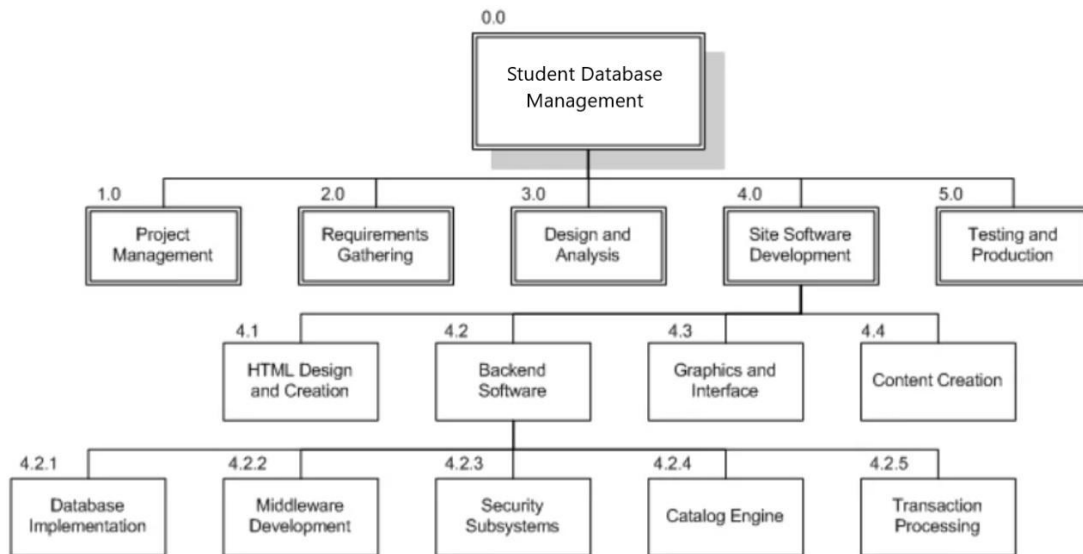 0.0
Student Database
Management
1.0
Project
Management
2.0
Requirements
Gathering
3.0
Design and
Analysis
4.0
Site Software
Development
5.0
Testing and
Production
4.1
HTML Design
and Creation
4.2
Backend
Software
4.3
Graphics and
Interface
4.4
Content Creation
4.2.1
Database
Implementation
4.2.2
Middleware
Development
4.2.3
Security
Subsystems
4.2.4
Catalog Engine
4.2.5
Transaction
Processing